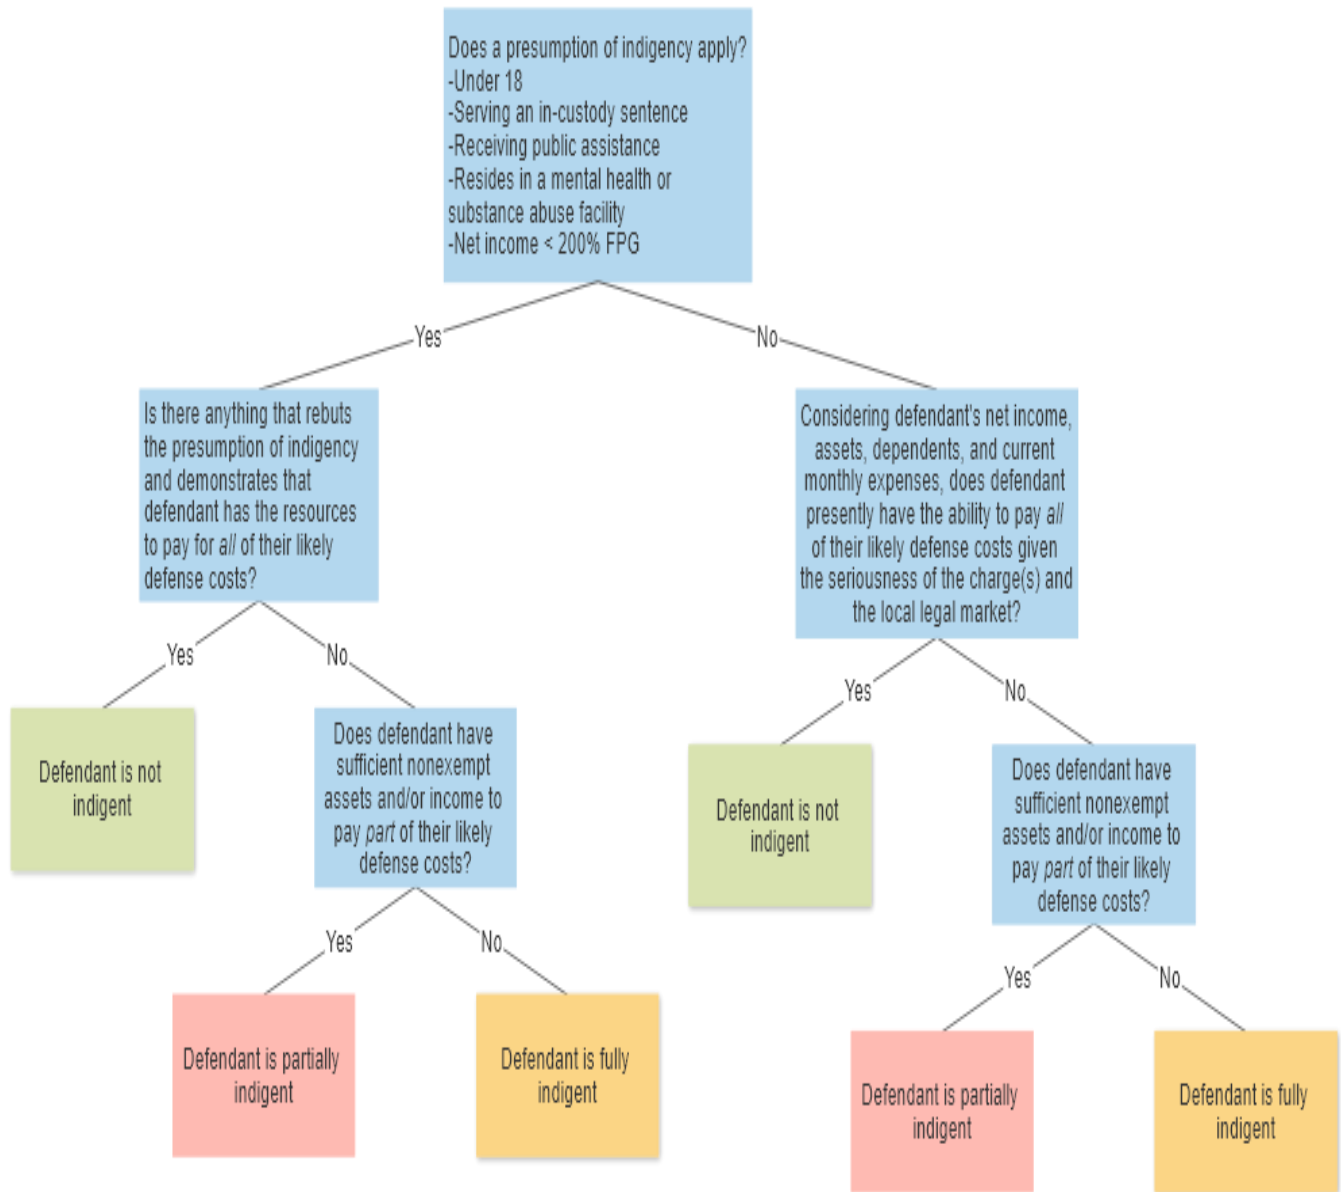 Does a presumption of indigency apply?
-Under 18
-Serving an in-custody sentence
-Receiving public assistance
-Resides in a mental health or
substance abuse facility
-Net income < 200% FPG
Yes
No
Is there anything that rebuts
the presumption of indigency
and demonstrates that
defendant has the resources
to pay for all of their likely
defense costs?
Considering defendant's net income,
assets, dependents, and current
monthly expenses, does defendant
presently have the ability to pay all
of their likely defense costs given
the seriousness of the charge(s) and
the local legal market?
Yes
No
Yes
No
Defendant is not
indigent
Does defendant have
sufficient nonexempt
assets and/or income to
pay part of their likely
defense costs?
Defendant is not
indigent
Does defendant have
sufficient nonexempt
assets and/or income to
pay part of their likely
defense costs?
Yes
No
Yes
No
Defendant is partially
indigent
Defendant is fully
indigent
Defendant is partially
indigent
Defendant is fully
indigent